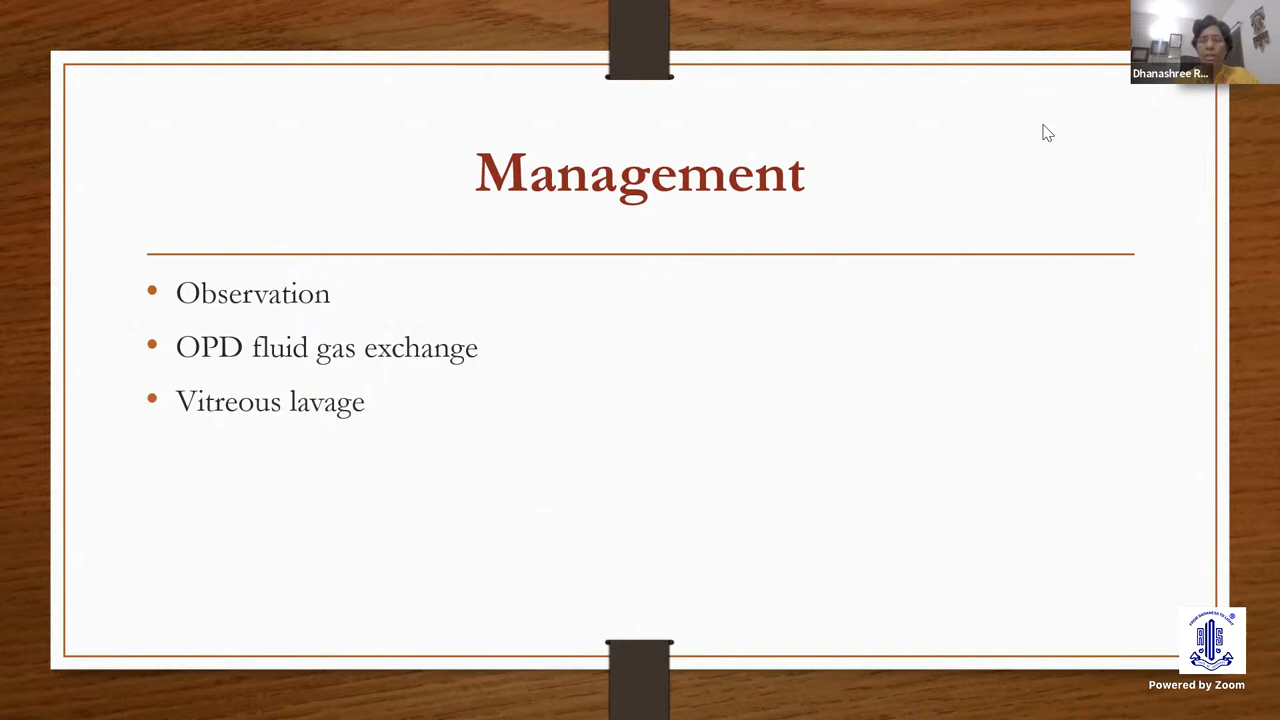 Dhanashree R...
Management
• Observation
• OPD fluid gas exchange
• Vitreous lavage
Powered by Zoom